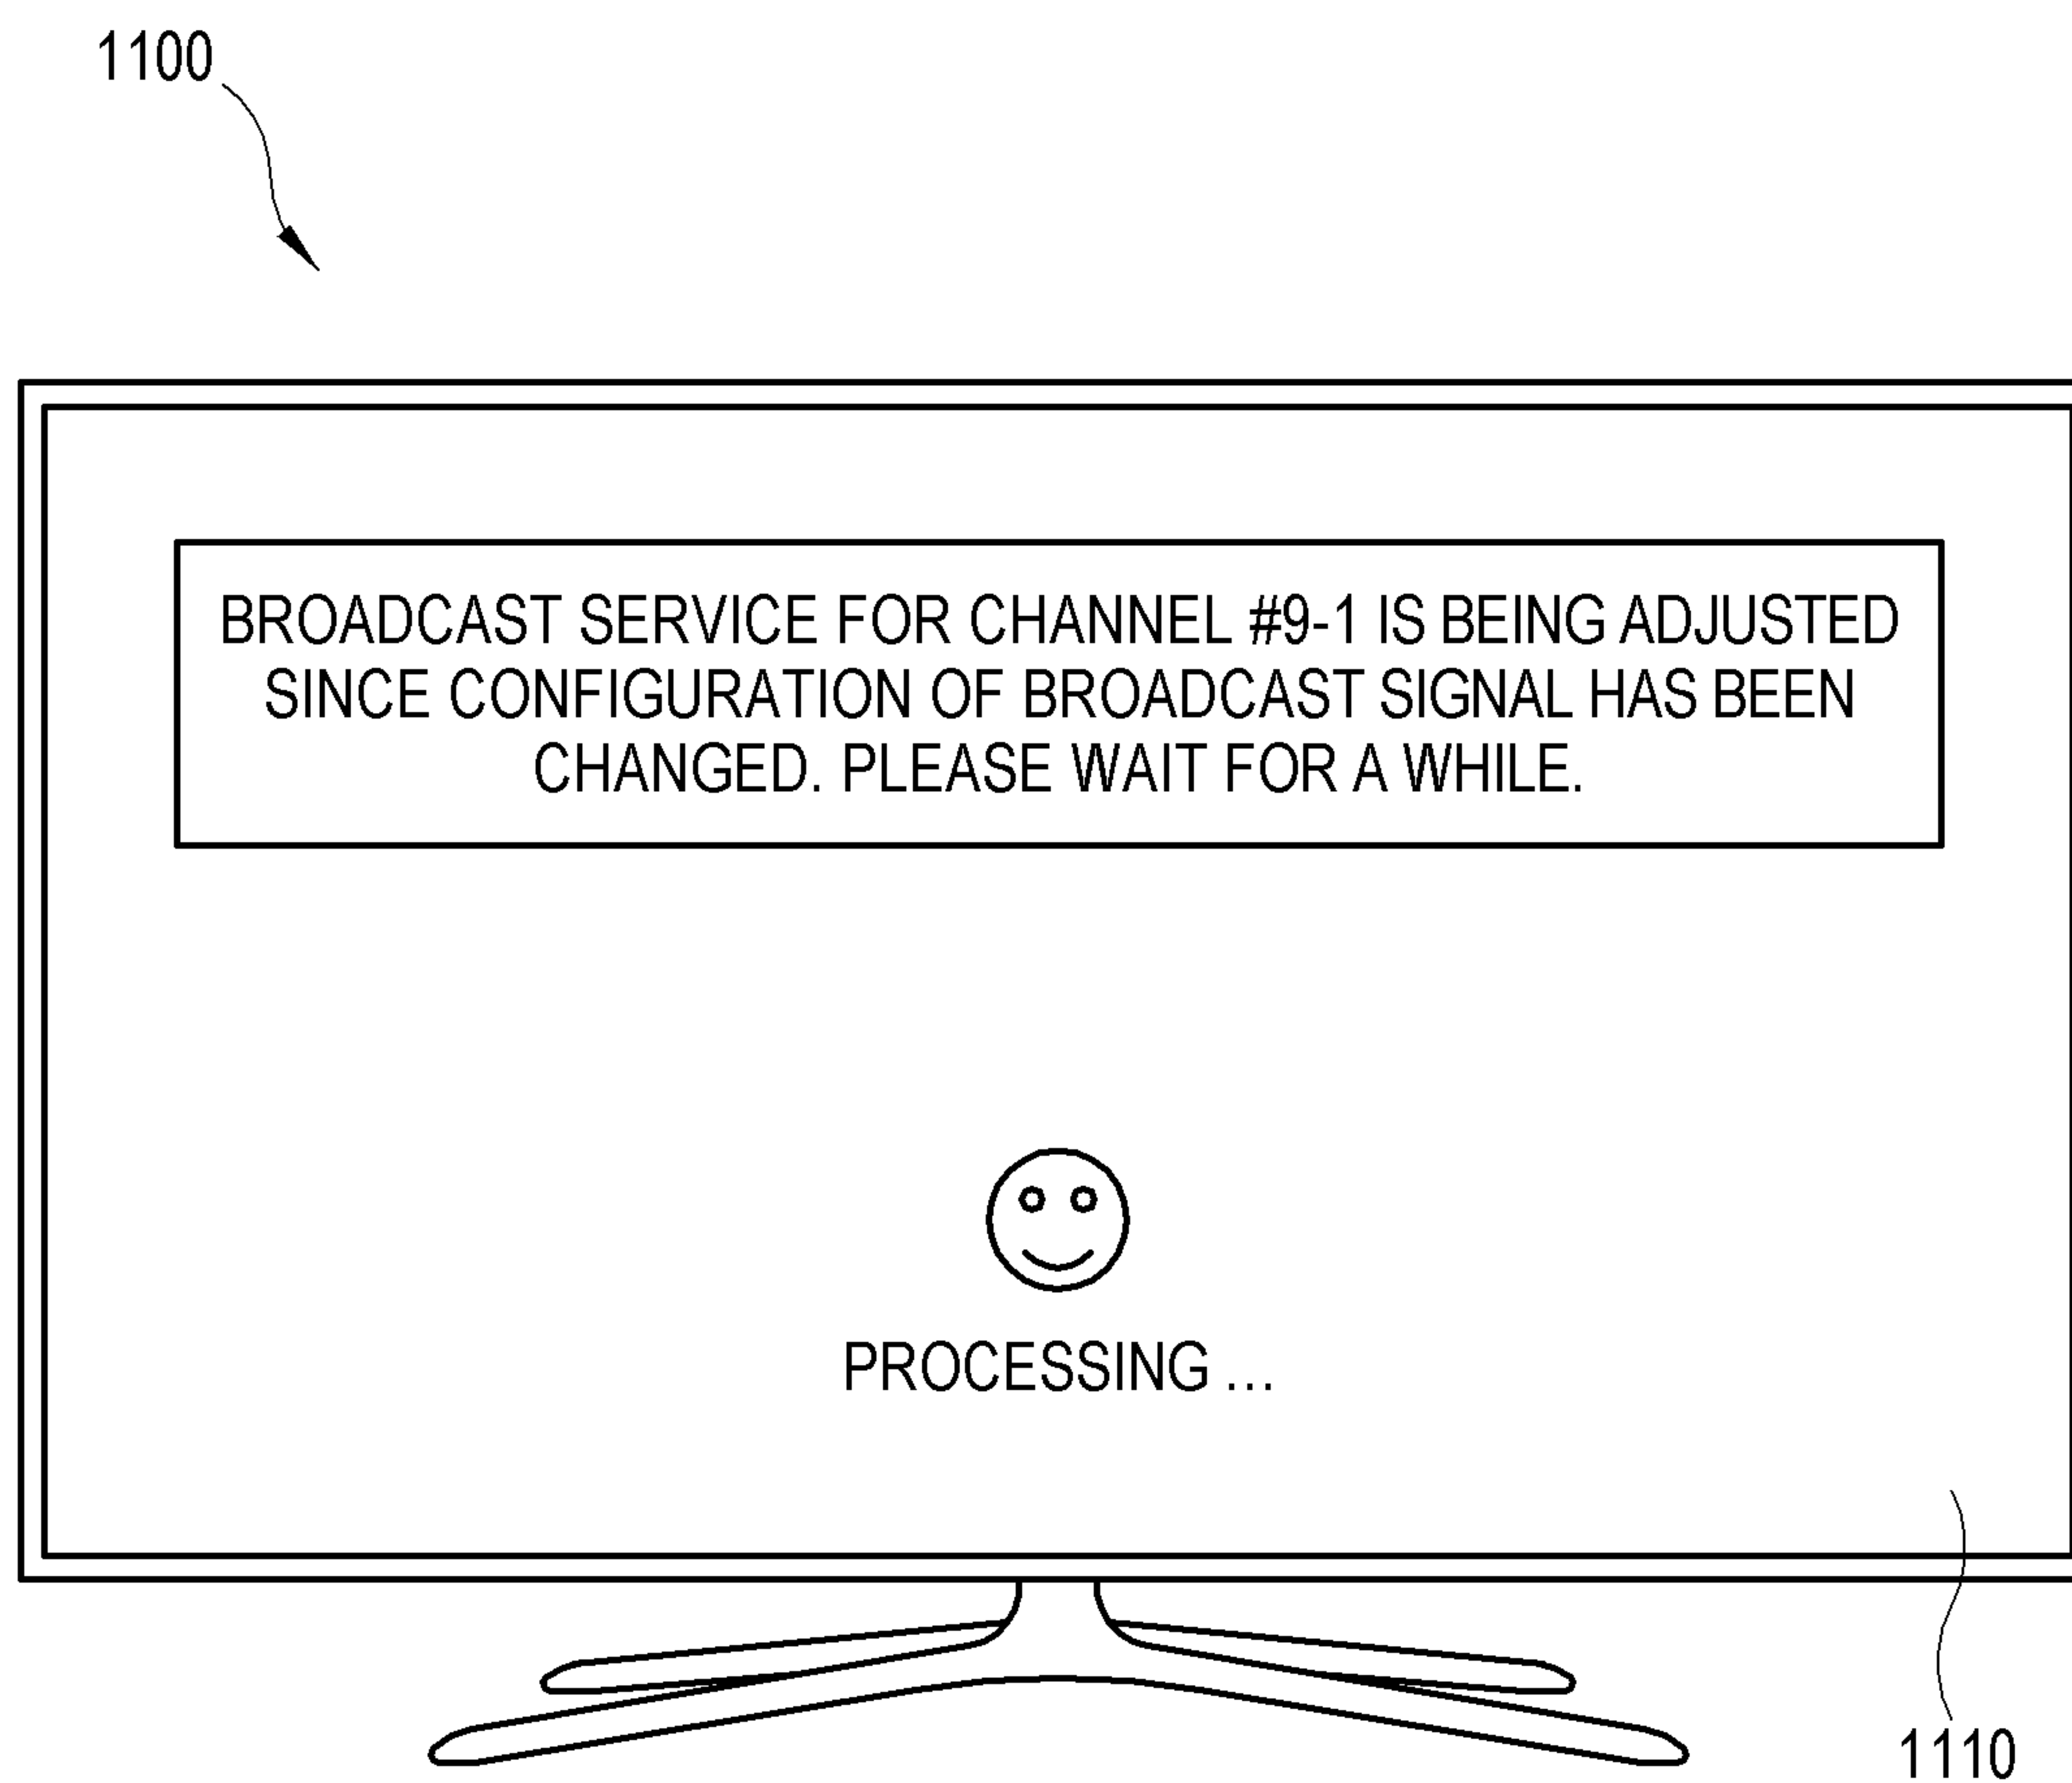 1100
BROADCAST SERVICE FOR CHANNEL #9-1 IS BEING ADJUSTED
SINCE CONFIGURATION OF BROADCAST SIGNAL HAS BEEN
CHANGED. PLEASE WAIT FOR A WHILE.
PROCESSING ...
1110